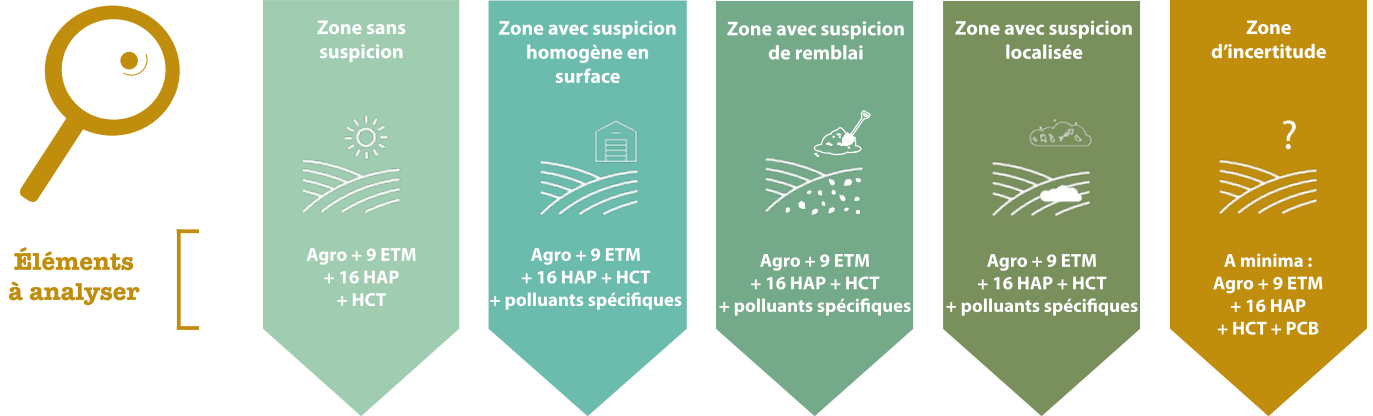 Zone sans
suspicion
Zone avec suspicion
homogène en
surface
Zone avec suspicion
de remblai
Zone avec suspicion
localisée
Zone
d’incertitude
?
Éléments
à analyser
Agro + 9 ETM
+ 16 HAP
+ HCT
Agro + 9 ETM
+ 16 HAP + HCT
+ polluants spécifiques
Agro + 9 ETM
+ 16 HAP + HCT
+ polluants spécifiques
Agro + 9 ETM
+ 16 HAP + HCT
+ polluants spécifiques
A minima :
Agro + 9 ETM
+ 16 HAP
+ HCT + PCB